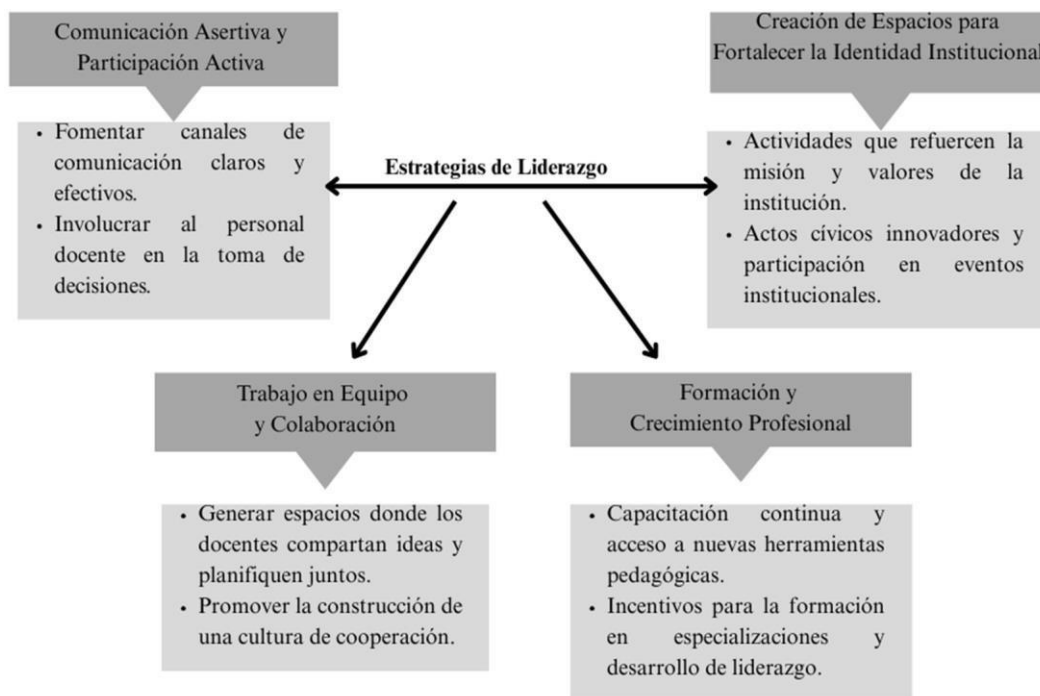 Comunicación Asertiva y
Participación Activa
• Fomentar canales de
comunicación claros y
efectivos.
• Involucrar al personal
docente en la toma de
decisiones.
Estrategias de Liderazgo
Creación de Espacios para
Fortalecer la Identidad Institucional
• Actividades que refuercen la
misión y valores de la
institución.
• Actos cívicos innovadores y
participación en eventos
institucionales.
Trabajo en Equipo
y Colaboración
• Generar espacios donde los
docentes compartan ideas y
planifiquen juntos.
• Promover la construcción de
una cultura de cooperación.
Formación y
Crecimiento Profesional
• Capacitación continua y
acceso a nuevas herramientas
pedagógicas.
• Incentivos para la formación
en especializaciones y
desarrollo de liderazgo.